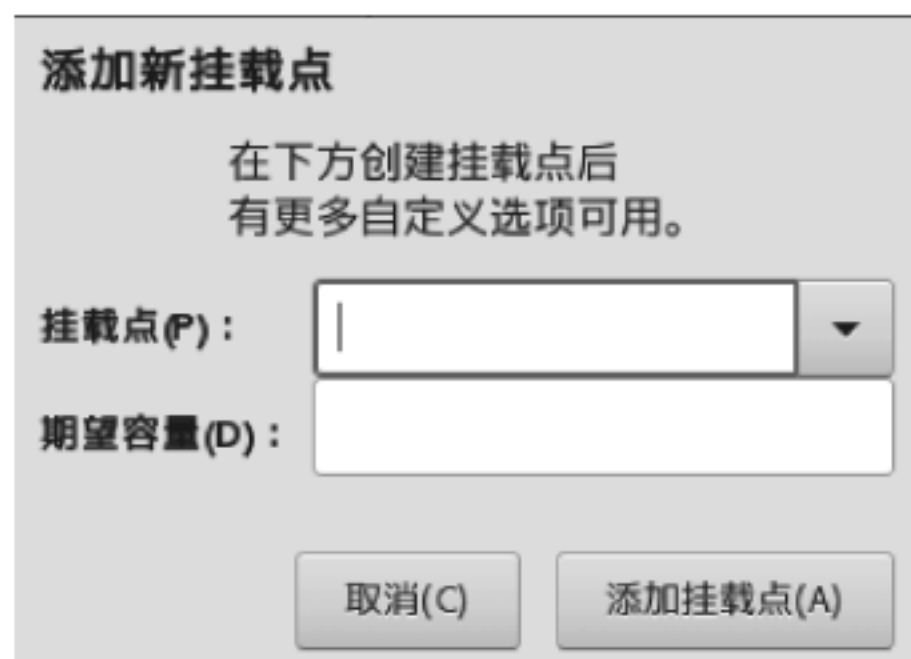 添加新挂载点
在下方创建挂载点后
有更多自定义选项可用。
挂载点(P)：
期望容量(D)：
取消(C) 添加挂载点(A)